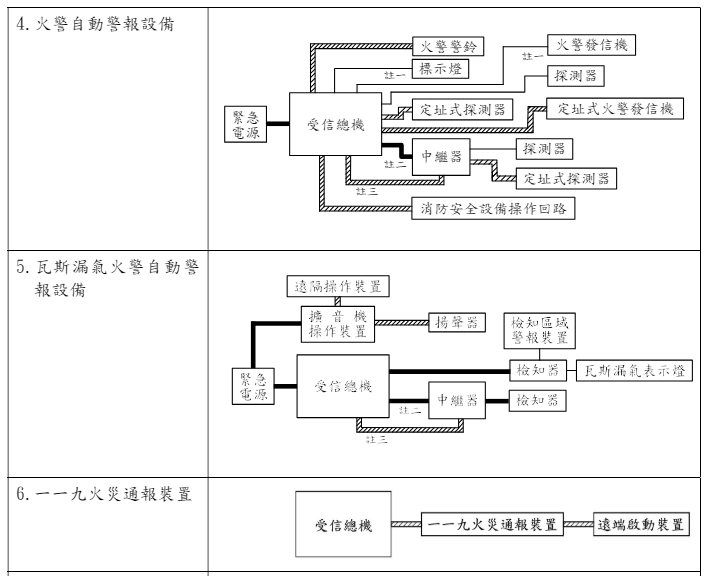 4.火警自動警報設備
火警警鈴
火警發信機
註一
標示燈
註一
探測器
緊急
電源
受信總機
定址式探測器
定址式火警發信機
中繼器
註二
探測器
註三
定址式探測器
消防安全設備操作回路
5.瓦斯漏氣火警自動警
報設備
遠隔操作裝置
擴音機
操作裝置
揚聲器
檢知區域
警報裝置
緊急
電源
受信總機
檢知器
瓦斯漏氣表示燈
中繼器
註二
檢知器
註三
6.一一九火災通報裝置
受信總機
一一九火災通報裝置
遠端啟動裝置